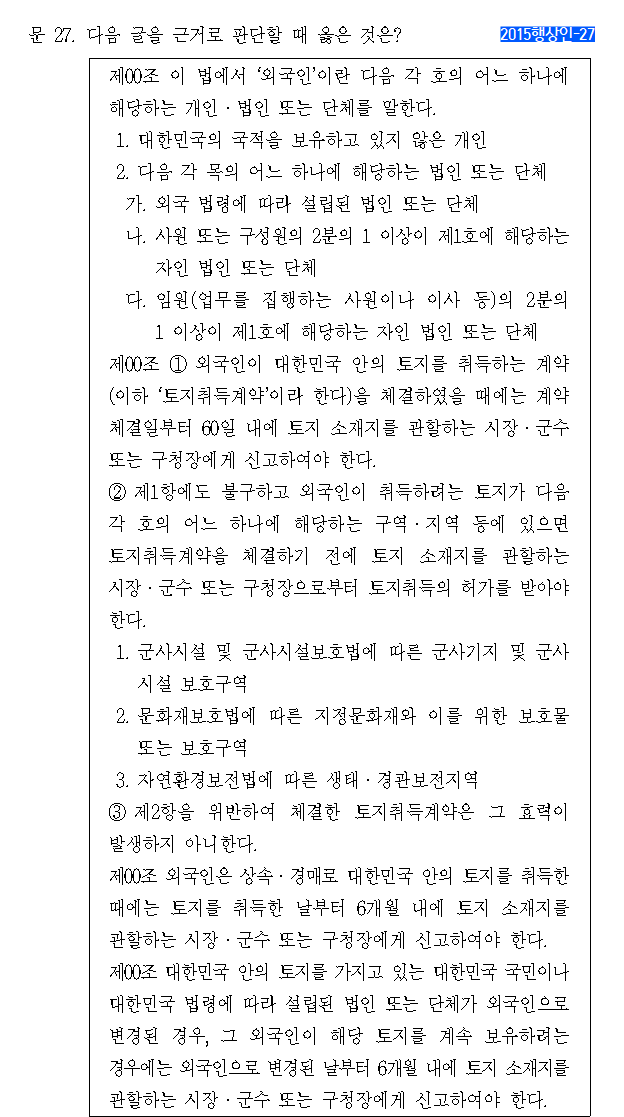 문 27. 다음 글을 근거로 판단할 때 옳은 것은? 2015행상인-27
제00조 이 법에서 ‘외국인’이란 다음 각 호의 어느 하나에
해당하는 개인·법인 또는 단체를 말한다.
1. 대한민국의 국적을 보유하고 있지 않은 개인
2. 다음 각 목의 어느 하나에 해당하는 법인 또는 단체
가. 외국 법령에 따라 설립된 법인 또는 단체
나. 사원 또는 구성원의 2분의 1 이상이 제1호에 해당하는
자인 법인 또는 단체
다. 임원(업무를 집행하는 사원이나 이사 등)의 2분의
1 이상이 제1호에 해당하는 자인 법인 또는 단체
제00조 ① 외국인이 대한민국 안의 토지를 취득하는 계약
(이하 ‘토지취득계약’이라 한다)을 체결하였을 때에는 계약
체결일부터 60일 내에 토지 소재지를 관할하는 시장·군수
또는 구청장에게 신고하여야 한다.
② 제1항에도 불구하고 외국인이 취득하려는 토지가 다음
각 호의 어느 하나에 해당하는 구역·지역 등에 있으면
토지취득계약을 체결하기 전에 토지 소재지를 관할하는
시장·군수 또는 구청장으로부터 토지취득의 허가를 받아야
한다.
1. 군사시설 및 군사시설보호법에 따른 군사기지 및 군사
시설 보호구역
2. 문화재보호법에 따른 지정문화재와 이를 위한 보호물
또는 보호구역
3. 자연환경보전법에 따른 생태·경관보전지역
③ 제2항을 위반하여 체결한 토지취득계약은 그 효력이
발생하지 아니한다.
제00조 외국인은 상속·경매로 대한민국 안의 토지를 취득한
때에는 토지를 취득한 날부터 6개월 내에 토지 소재지를
관할하는 시장·군수 또는 구청장에게 신고하여야 한다.
제00조 대한민국 안의 토지를 가지고 있는 대한민국 국민이나
대한민국 법령에 따라 설립된 법인 또는 단체가 외국인으로
변경된 경우, 그 외국인이 해당 토지를 계속 보유하려는
경우에는 외국인으로 변경된 날부터 6개월 내에 토지 소재지를
관할하는 시장·군수 또는 구청장에게 신고하여야 한다.